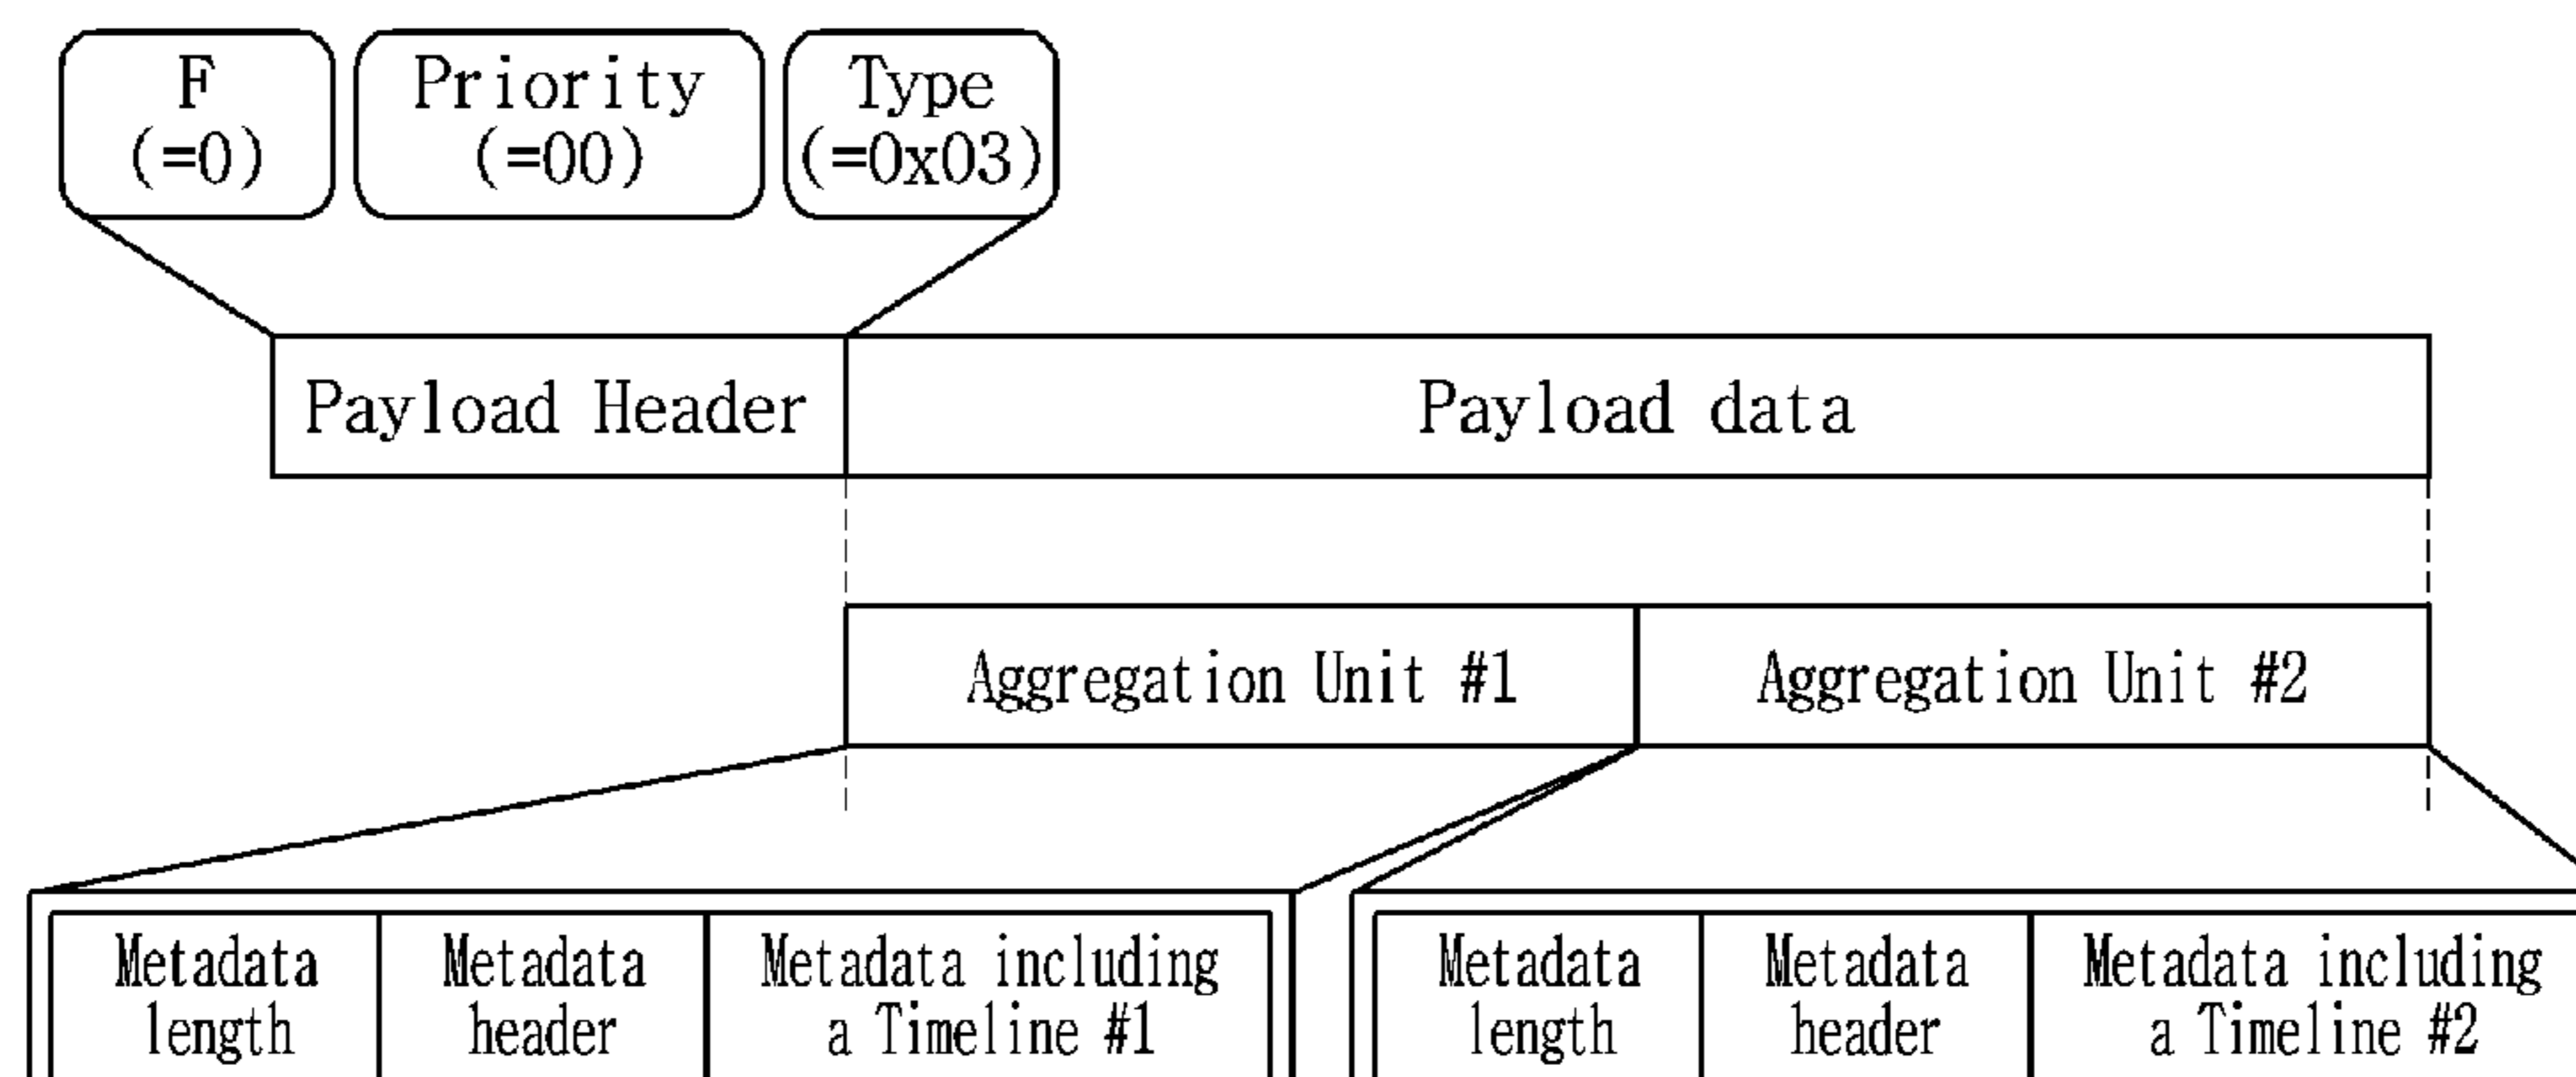 F
(=0)
Priority
(=00)
Type
(=0x03)
Payload Header
Payload data
Aggregation Unit #1
Aggregation Unit #2
Metadata
length
Metadata
header
Metadata including
a Timeline #1
Metadata
length
Metadata
header
Metadata including
a Timeline #2